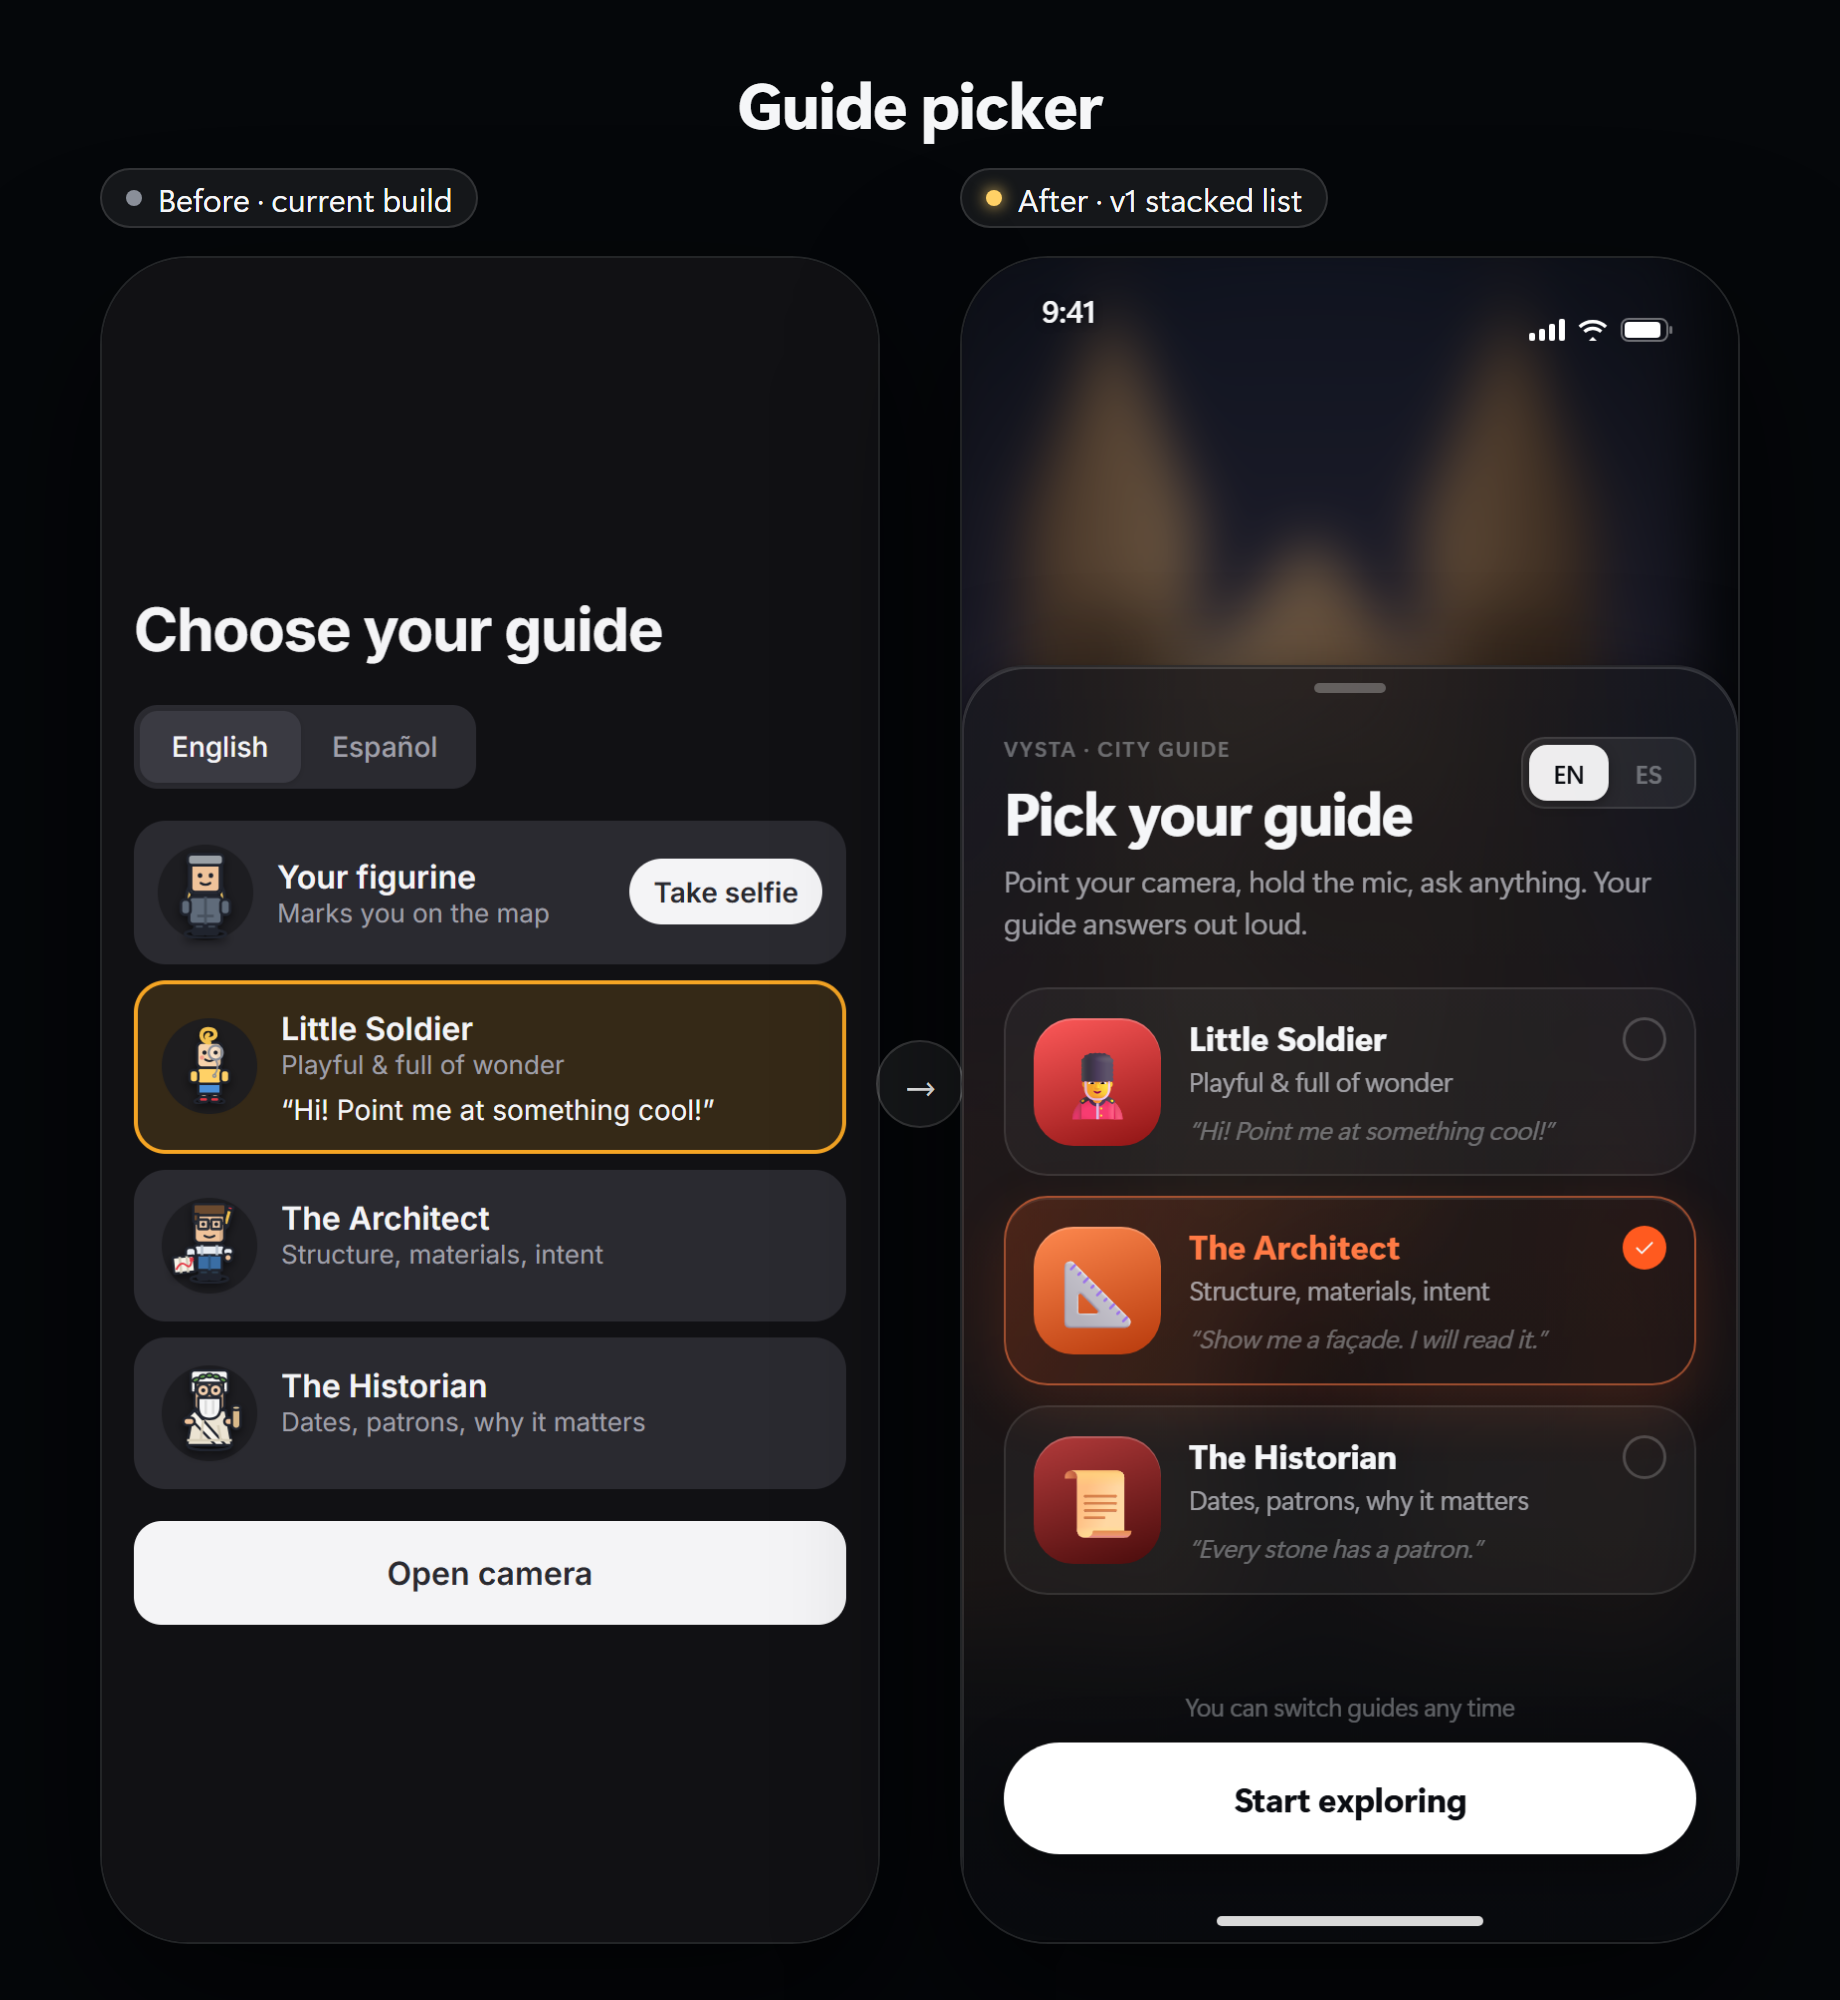 Guide picker
Before · current build
Choose your guide
English Español
Your figurine
Marks you on the map
Take selfie
Little Soldier
Playful & full of wonder
“Hi! Point me at something cool!”
The Architect
Structure, materials, intent
The Historian
Dates, patrons, why it matters
Open camera
→
After · v1 stacked list
9:41
VYSTA · CITY GUIDE
EN ES
Pick your guide
Point your camera, hold the mic, ask anything. Your
guide answers out loud.
Little Soldier
Playful & full of wonder
“Hi! Point me at something cool!”
The Architect
Structure, materials, intent
“Show me a façade. I will read it.”
The Historian
Dates, patrons, why it matters
“Every stone has a patron.”
You can switch guides any time
Start exploring